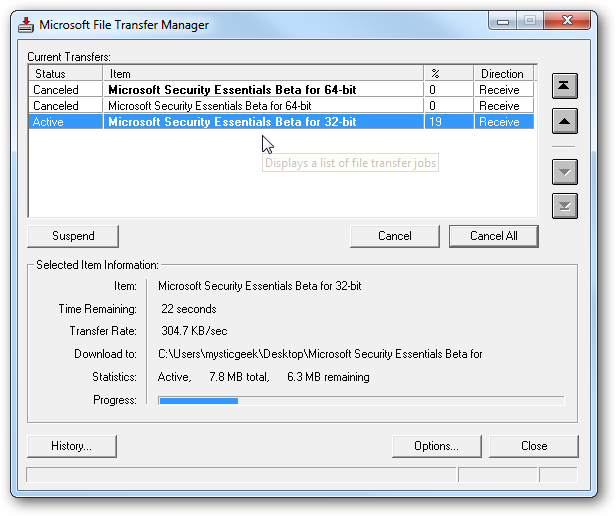 Microsoft File Transfer Manager
Current Transfers:
Status Item % Direction
Canceled Microsoft Security Essentials Beta for 64-bit 0 Receive
Canceled Microsoft Security Essentials Beta for 64-bit 0 Receive
Active Microsoft Security Essentials Beta for 32-bit 19 Receive
Displays a list of file transfer jobs
Suspend Cancel Cancel All
Selected Item Information:
Item: Microsoft Security Essentials Beta for 32-bit
Time Remaining: 22 seconds
Transfer Rate: 304.7 KB/sec
Download to: C:\Users\mysticgeek\Desktop\Microsoft Security Essentials Beta for
Statistics: Active, 7.8 MB total, 6.3 MB remaining
Progress:
History... Options... Close